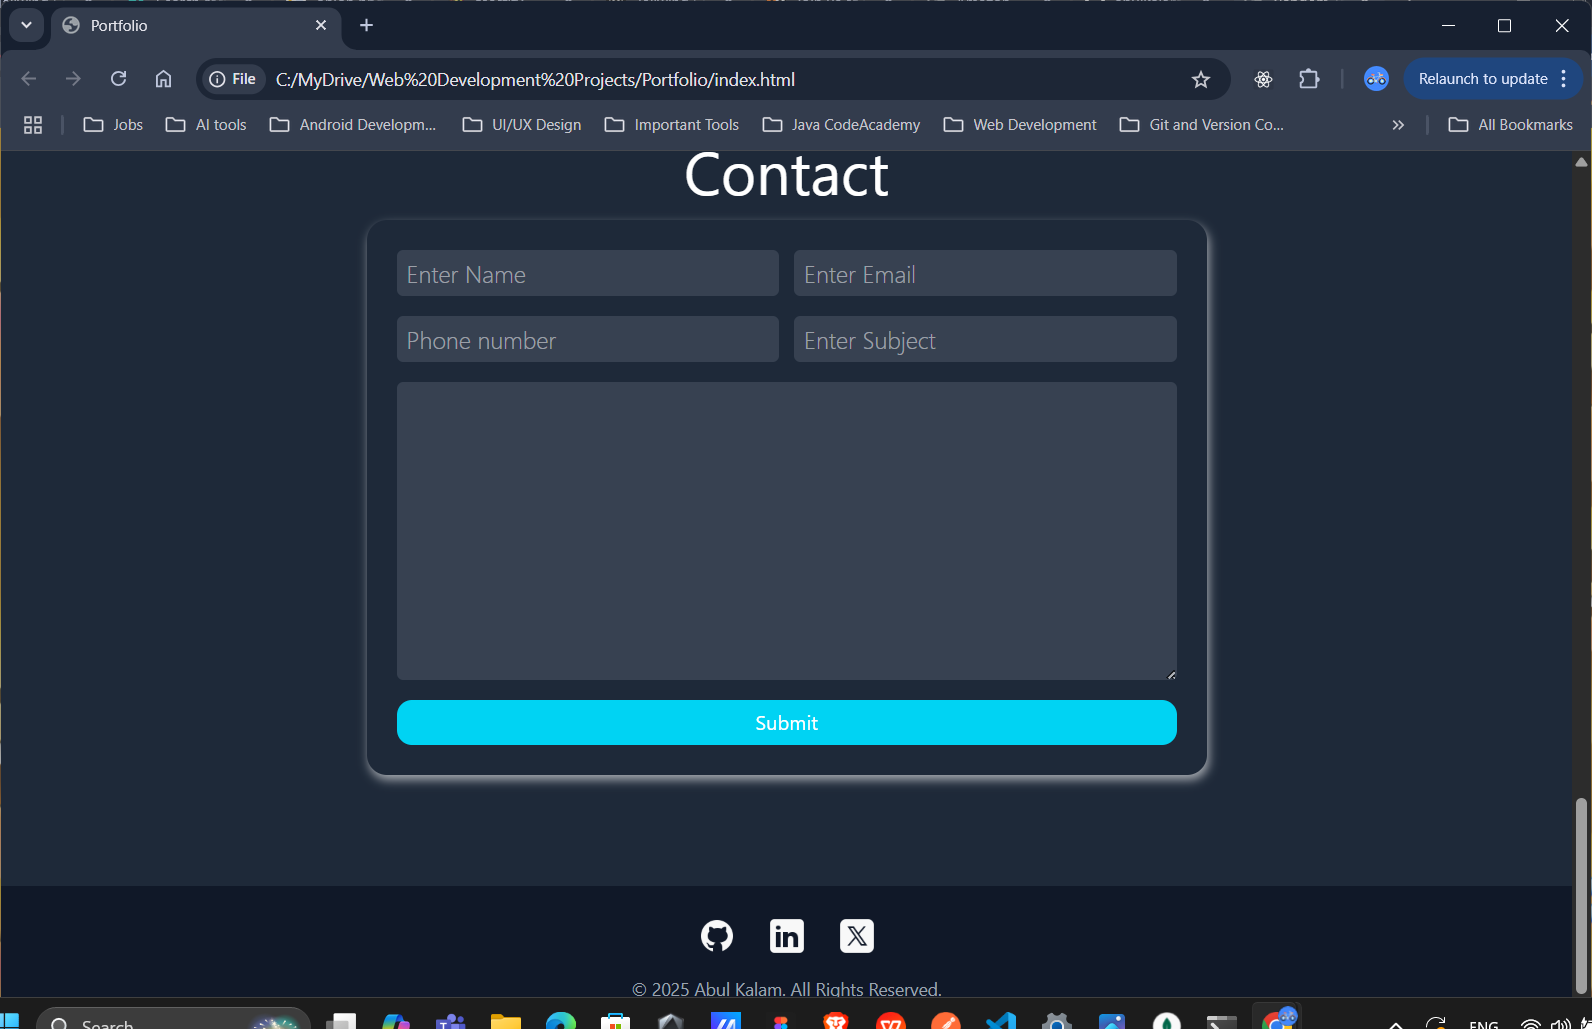 Portfolio
File
C:/MyDrive/Web%20Development%20Projects/Portfolio/index.html
Relaunch to update
Jobs
AI tools
Android Developm...
UI/UX Design
Important Tools
Java CodeAcademy
Web Development
Git and Version Co...
All Bookmarks
Contact
Enter Name
Enter Email
Phone number
Enter Subject
Submit
in
X
© 2025 Abul Kalam. All Rights Reserved.
Search
ENG